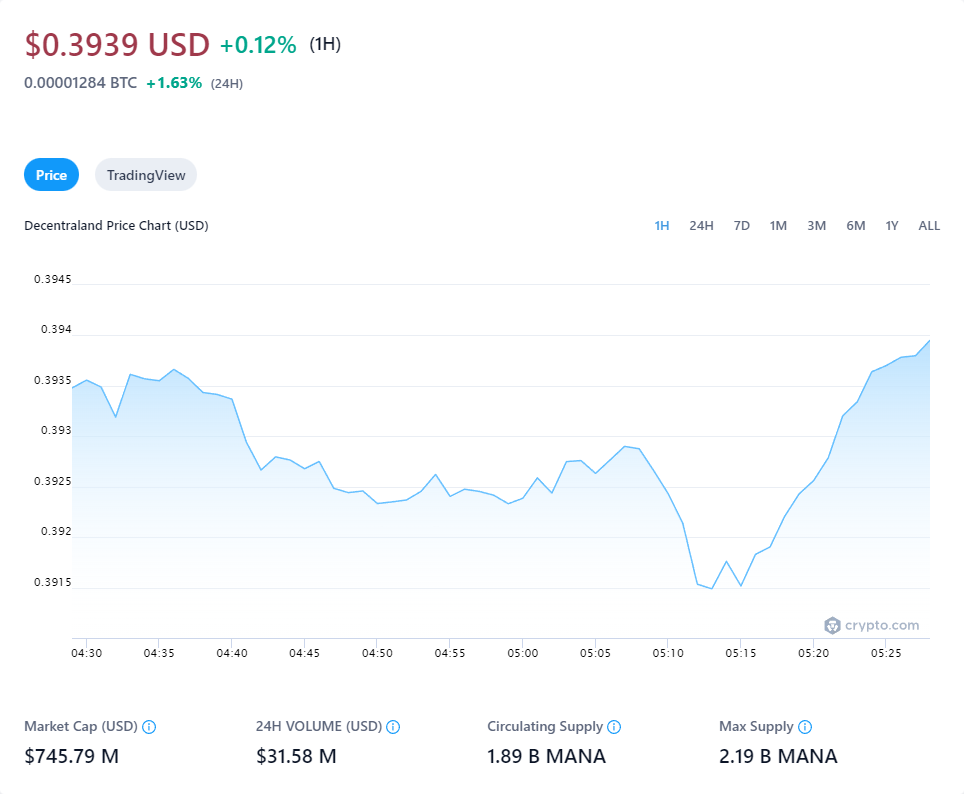 $0.3939 USD +0.12% (1H)
0.00001284 BTC +1.63% (24H)
Price TradingView
Decentraland Price Chart (USD) 1H 24H 7D 1M 3M 6M 1Y ALL
0.3945
0.394
0.3935
0.393
0.3925
0.392
0.3915
crypto.com
04:30 04:35 04:40 04:45 04:50 04:55 05:00 05:05 05:10 05:15 05:20 05:25
Market Cap (USD) 24H VOLUME (USD) Circulating Supply Max Supply
$745.79 M $31.58 M 1.89 B MANA 2.19 B MANA